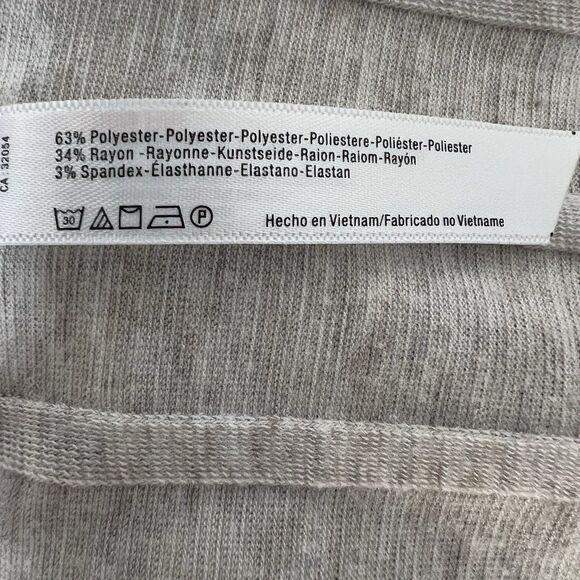 CA: 32054
63% Polyester-Polyester-Polyester-Poliestere-Poliéster-Poliester
34% Rayon -Rayonne-Kunstseide-Raion-Raiom-Rayón
3% Spandex-Élasthanne-Elastano-Elastan
30 P
Hecho en Vietnam/Fabricado no Vietname